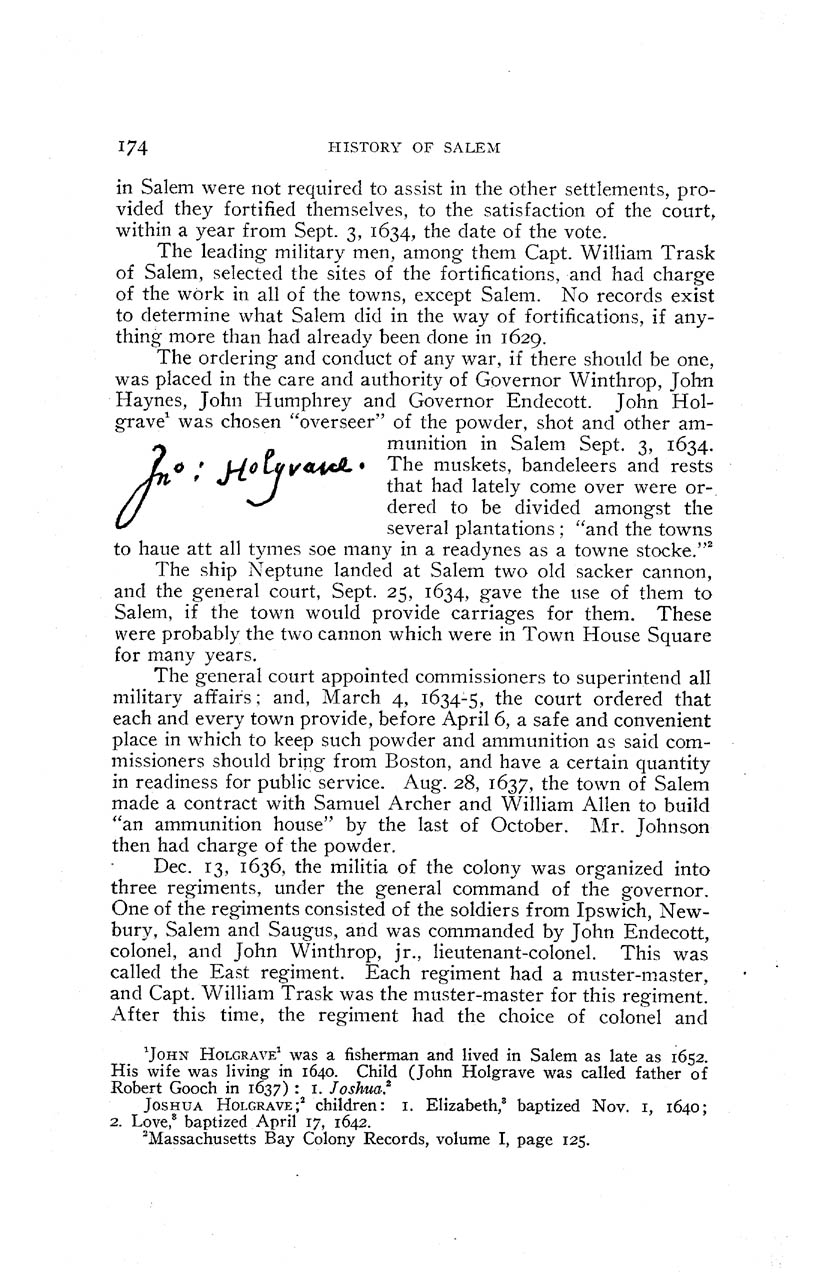 174 HISTORY OF SALEM
in Salem were not required to assist in the other settlements, pro-
vided they fortified themselves, to the satisfaction of the court,
within a year from Sept. 3, 1634, the date of the vote.
The leading military men, among them Capt. William Trask
of Salem, selected the sites of the fortifications, and had charge
of the work in all of the towns, except Salem. No records exist
to determine what Salem did in the way of fortifications, if any-
thing more than had already been done in 1629.
The ordering and conduct of any war, if there should be one,
was placed in the care and authority of Governor Winthrop, John
Haynes, John Humphrey and Governor Endecott. John Hol-
grave¹ was chosen “overseer” of the powder, shot and other am-
munition in Salem Sept. 3, 1634.
Jno: Holgrave.
The muskets, bandeleers and rests
that had lately come over were or-
dered to be divided amongst the
several plantations; “and the towns
to haue att all tymes soe many in a readynes as a towne stocke.”²
The ship Neptune landed at Salem two old sacker cannon,
and the general court, Sept. 25, 1634, gave the use of them to
Salem, if the town would provide carriages for them. These
were probably the two cannon which were in Town House Square
for many years.
The general court appointed commissioners to superintend all
military affairs; and, March 4, 1634-5, the court ordered that
each and every town provide, before April 6, a safe and convenient
place in which to keep such powder and ammunition as said com-
missioners should bring from Boston, and have a certain quantity
in readiness for public service. Aug. 28, 1637, the town of Salem
made a contract with Samuel Archer and William Allen to build
“an ammunition house” by the last of October. Mr. Johnson
then had charge of the powder.
Dec. 13, 1636, the militia of the colony was organized into
three regiments, under the general command of the governor.
One of the regiments consisted of the soldiers from Ipswich, New-
bury, Salem and Saugus, and was commanded by John Endecott,
colonel, and John Winthrop, jr., lieutenant-colonel. This was
called the East regiment. Each regiment had a muster-master,
and Capt. William Trask was the muster-master for this regiment.
After this time, the regiment had the choice of colonel and
¹JOHN HOLGRAVE¹ was a fisherman and lived in Salem as late as 1652.
His wife was living in 1640. Child (John Holgrave was called father of
Robert Gooch in 1637): 1. Joshua.²
JOSHUA HOLGRAVE;² children: 1. Elizabeth,³ baptized Nov. 1, 1640;
2. Love,³ baptized April 17, 1642.
²Massachusetts Bay Colony Records, volume I, page 125.